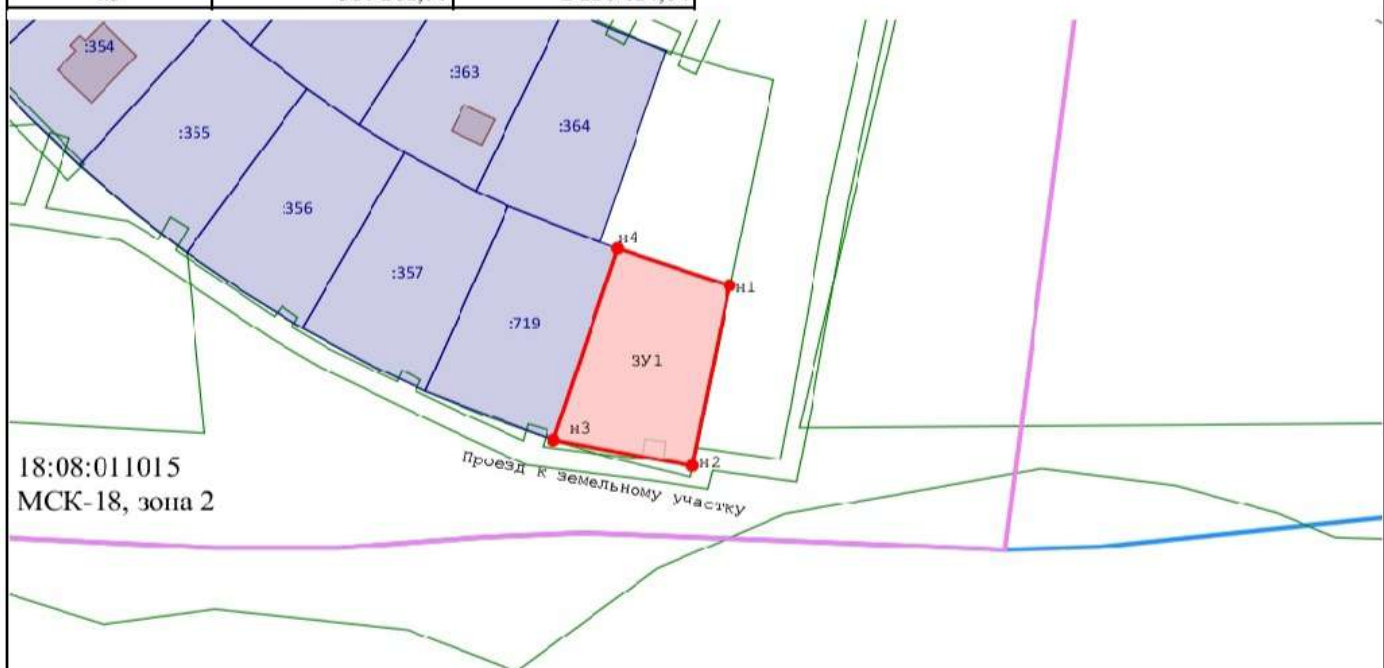 :354
:363
:355
:364
:356
н4
:357
н1
:719
ЗУ1
н3
н2
Проезд к земельному участку
18:08:011015
МСК-18, зона 2